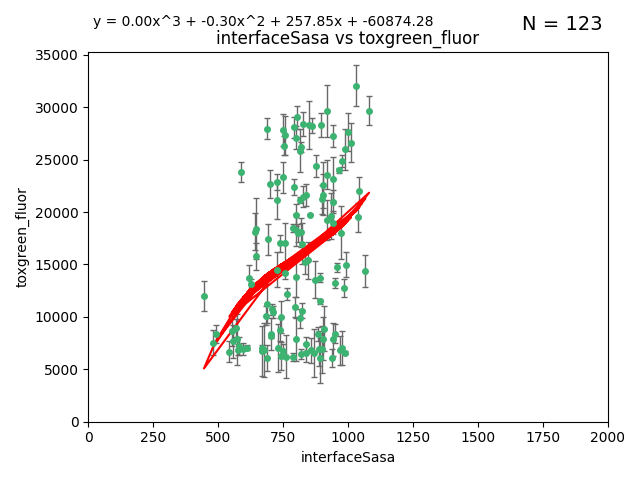 y = 0.00x^3 + -0.30x^2 + 257.85x + -60874.28
N = 123
interfaceSasa vs toxgreen_fluor
35000
30000
25000
20000
15000
10000
5000
0
toxgreen_fluor
0 250 500 750 1000 1250 1500 1750 2000
interfaceSasa